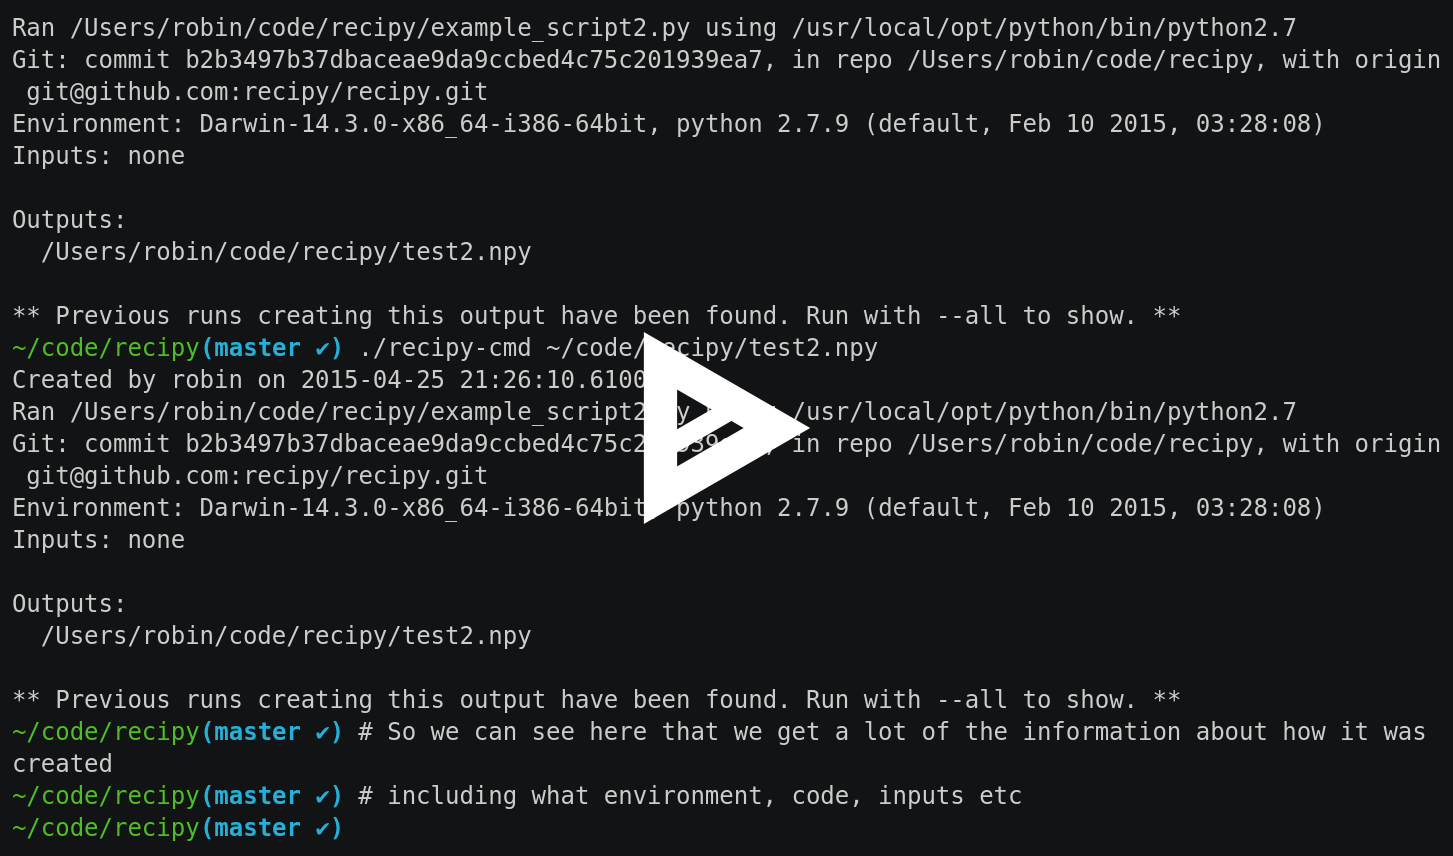 Ran /Users/robin/code/recipy/example_script2.py using /usr/local/opt/python/bin/python2.7
Git: commit b2b3497b37dbaceae9da9ccbed4c75c201939ea7, in repo /Users/robin/code/recipy, with origin
 git@github.com:recipy/recipy.git
Environment: Darwin-14.3.0-x86_64-i386-64bit, python 2.7.9 (default, Feb 10 2015, 03:28:08)
Inputs: none

Outputs:
  /Users/robin/code/recipy/test2.npy

** Previous runs creating this output have been found. Run with --all to show. **
~/code/recipy(master ✔) ./recipy-cmd ~/code/recipy/test2.npy
Created by robin on 2015-04-25 21:26:10.6100
Ran /Users/robin/code/recipy/example_script2.py using /usr/local/opt/python/bin/python2.7
Git: commit b2b3497b37dbaceae9da9ccbed4c75c201939ea7, in repo /Users/robin/code/recipy, with origin
 git@github.com:recipy/recipy.git
Environment: Darwin-14.3.0-x86_64-i386-64bit, python 2.7.9 (default, Feb 10 2015, 03:28:08)
Inputs: none

Outputs:
  /Users/robin/code/recipy/test2.npy

** Previous runs creating this output have been found. Run with --all to show. **
~/code/recipy(master ✔) # So we can see here that we get a lot of the information about how it was
created
~/code/recipy(master ✔) # including what environment, code, inputs etc
~/code/recipy(master ✔)